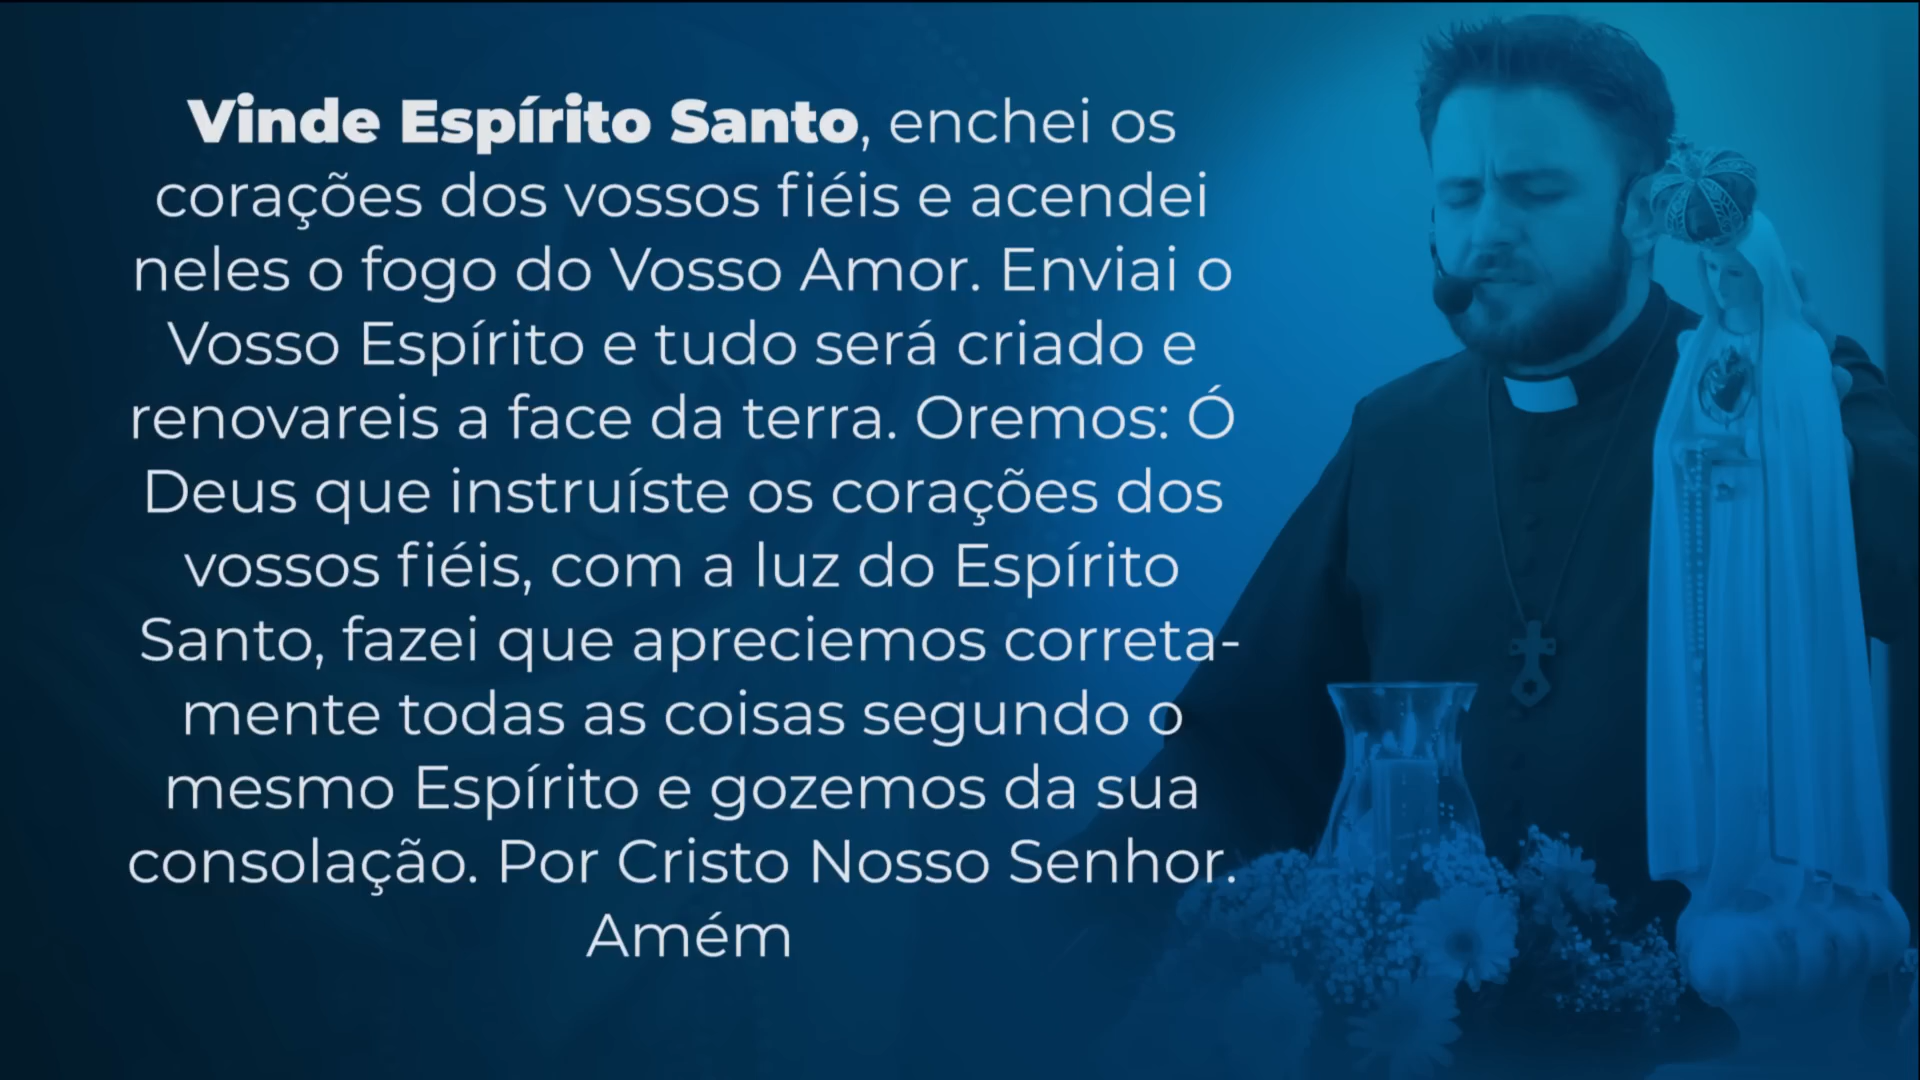 Vinde Espírito Santo, enchei os
corações dos vossos fiéis e acendei
neles o fogo do Vosso Amor. Enviai o
Vosso Espírito e tudo será criado e
renovareis a face da terra. Oremos: Ó
Deus que instruíste os corações dos
vossos fiéis, com a luz do Espírito
Santo, fazei que apreciemos correta-
mente todas as coisas segundo o
mesmo Espírito e gozemos da sua
consolação. Por Cristo Nosso Senhor.
Amém